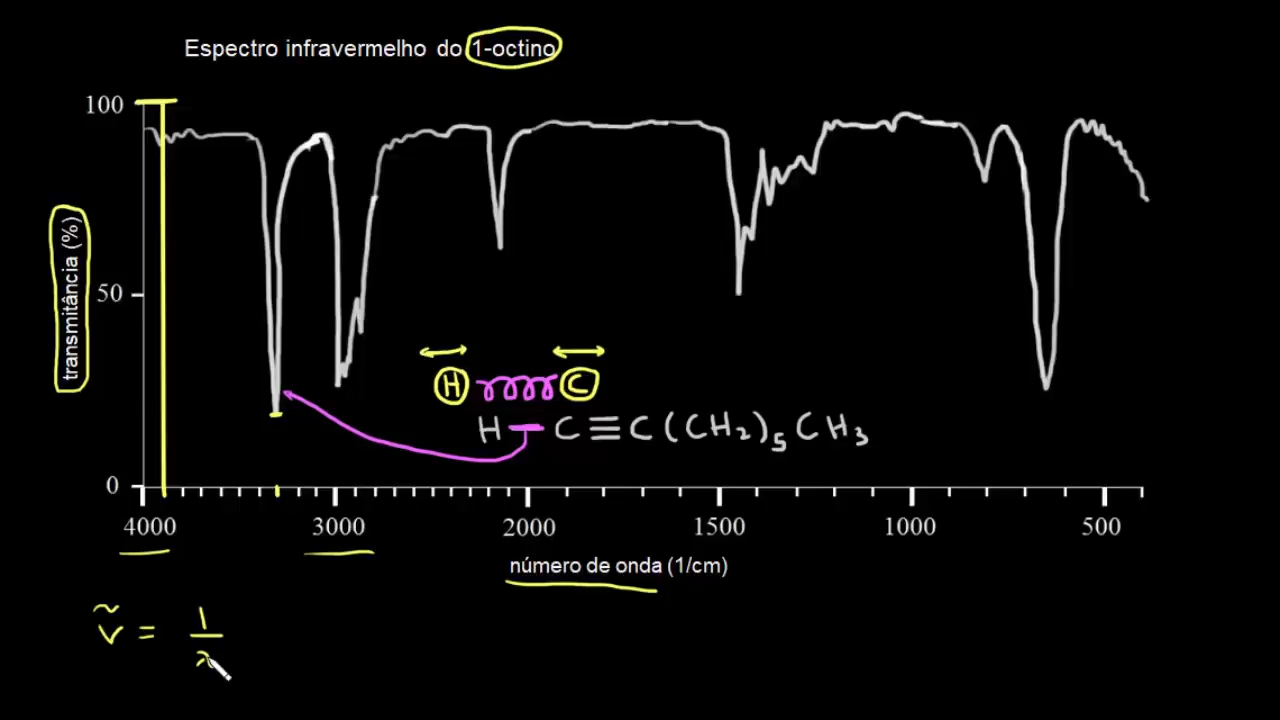 Espectro infravermelho do 1-octino
100
transmitância (%)
50
H C
H — C ≡ C (CH₂)₅ CH₃
0
4000 3000 2000 1500 1000 500
número de onda (1/cm)
ṽ = 1